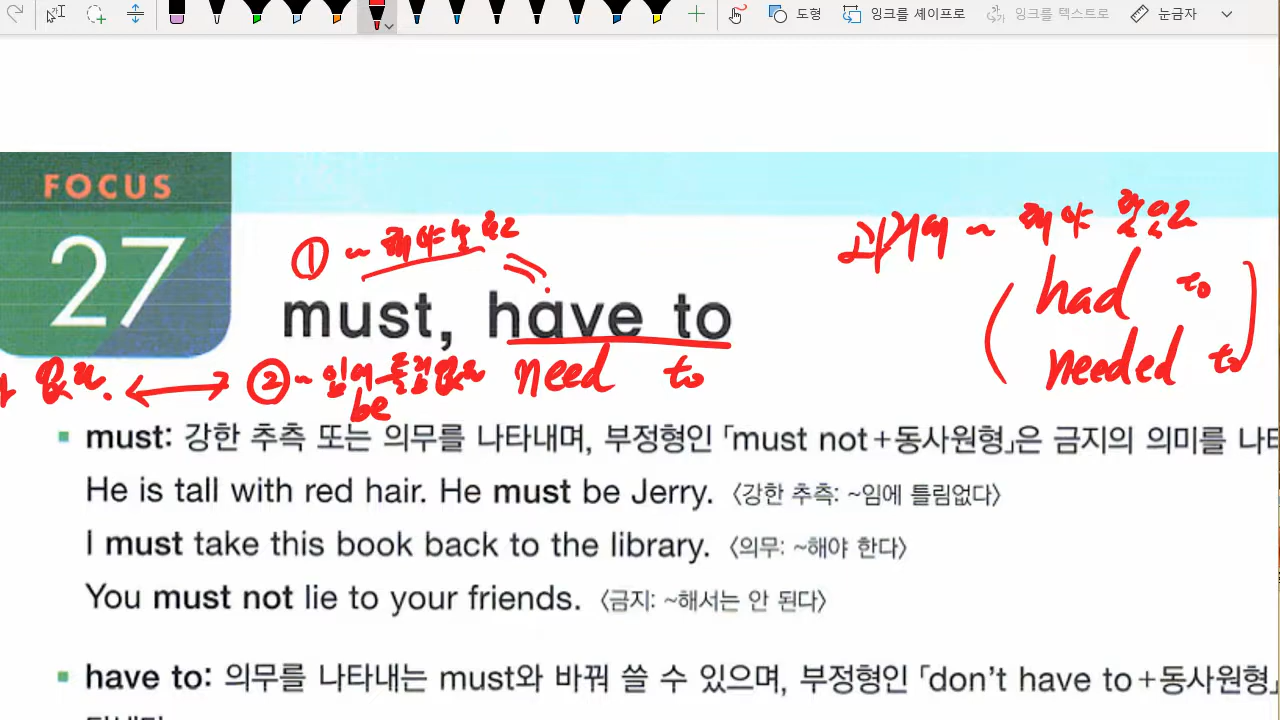 도형 잉크를 셰이프로 잉크를 텍스트로 눈금자
FOCUS
27
① ~ 해야
과거에 ~ 해야
must, have to
had to
needed to
없다. ↔ ② ~ 임에 틀림없다 need to
be
must: 강한 추측 또는 의무를 나타내며, 부정형인 「must not+동사원형」은 금지의 의미를 나타
He is tall with red hair. He must be Jerry. 〈강한 추측: ~임에 틀림없다〉
I must take this book back to the library. 〈의무: ~해야 한다〉
You must not lie to your friends. 〈금지: ~해서는 안 된다〉
have to: 의무를 나타내는 must와 바꿔 쓸 수 있으며, 부정형인 「don't have to+동사원형」